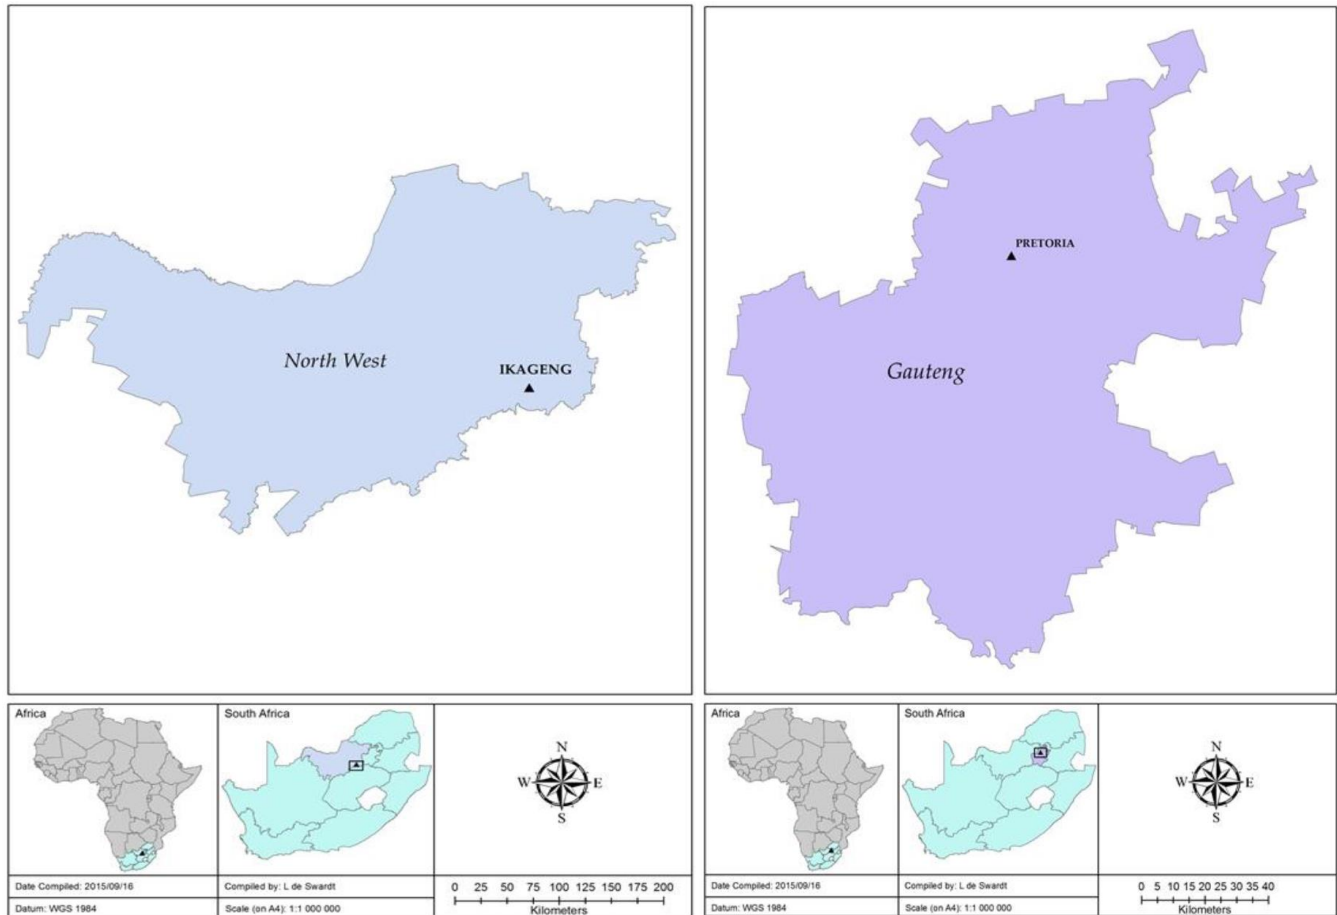 North West
IKAGENG
PRETORIA
Gauteng
Africa
South Africa
N
W E
S
Date Compiled: 2015/09/16
Compiled by: L de Swardt
Datum: WGS 1984
Scale (on A4): 1:1 000 000
0 25 50 75 100 125 150 175 200
Kilometers
Africa
South Africa
N
W E
S
Date Compiled: 2015/09/16
Compiled by: L de Swardt
Datum: WGS 1984
Scale (on A4): 1:1 000 000
0 5 10 15 20 25 30 35 40
Kilometers